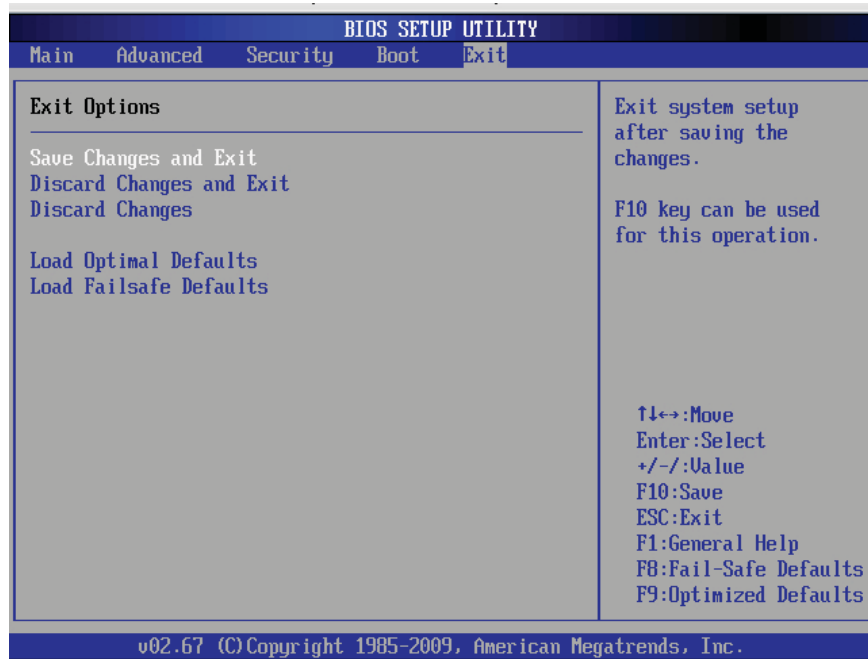 BIOS SETUP UTILITY
Main Advanced Security Boot Exit
Exit Options
Save Changes and Exit
Discard Changes and Exit
Discard Changes
Load Optimal Defaults
Load Failsafe Defaults
Exit system setup
after saving the
changes.
F10 key can be used
for this operation.
↑↓←→:Move
Enter:Select
+/-/:Value
F10:Save
ESC:Exit
F1:General Help
F8:Fail-Safe Defaults
F9:Optimized Defaults
v02.67 (C)Copyright 1985-2009, American Megatrends, Inc.